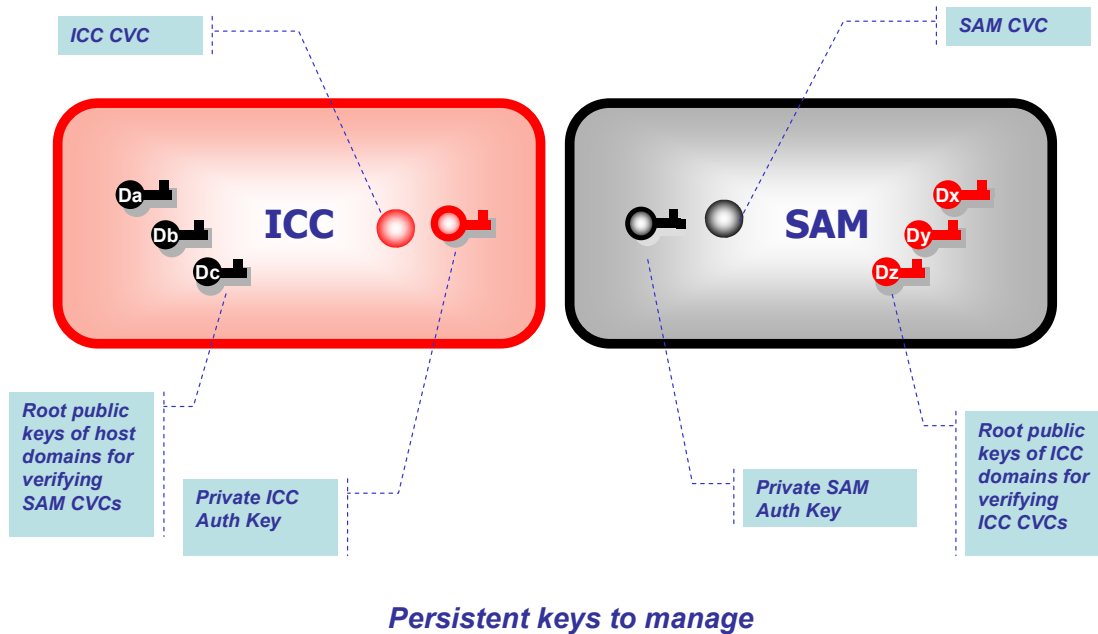 ICC CVC
SAM CVC
Da
Db
Dc
ICC
SAM
Dx
Dy
Dz
Root public
keys of host
domains for
verifying
SAM CVCs
Private ICC
Auth Key
Private SAM
Auth Key
Root public
keys of ICC
domains for
verifying
ICC CVCs
Persistent keys to manage